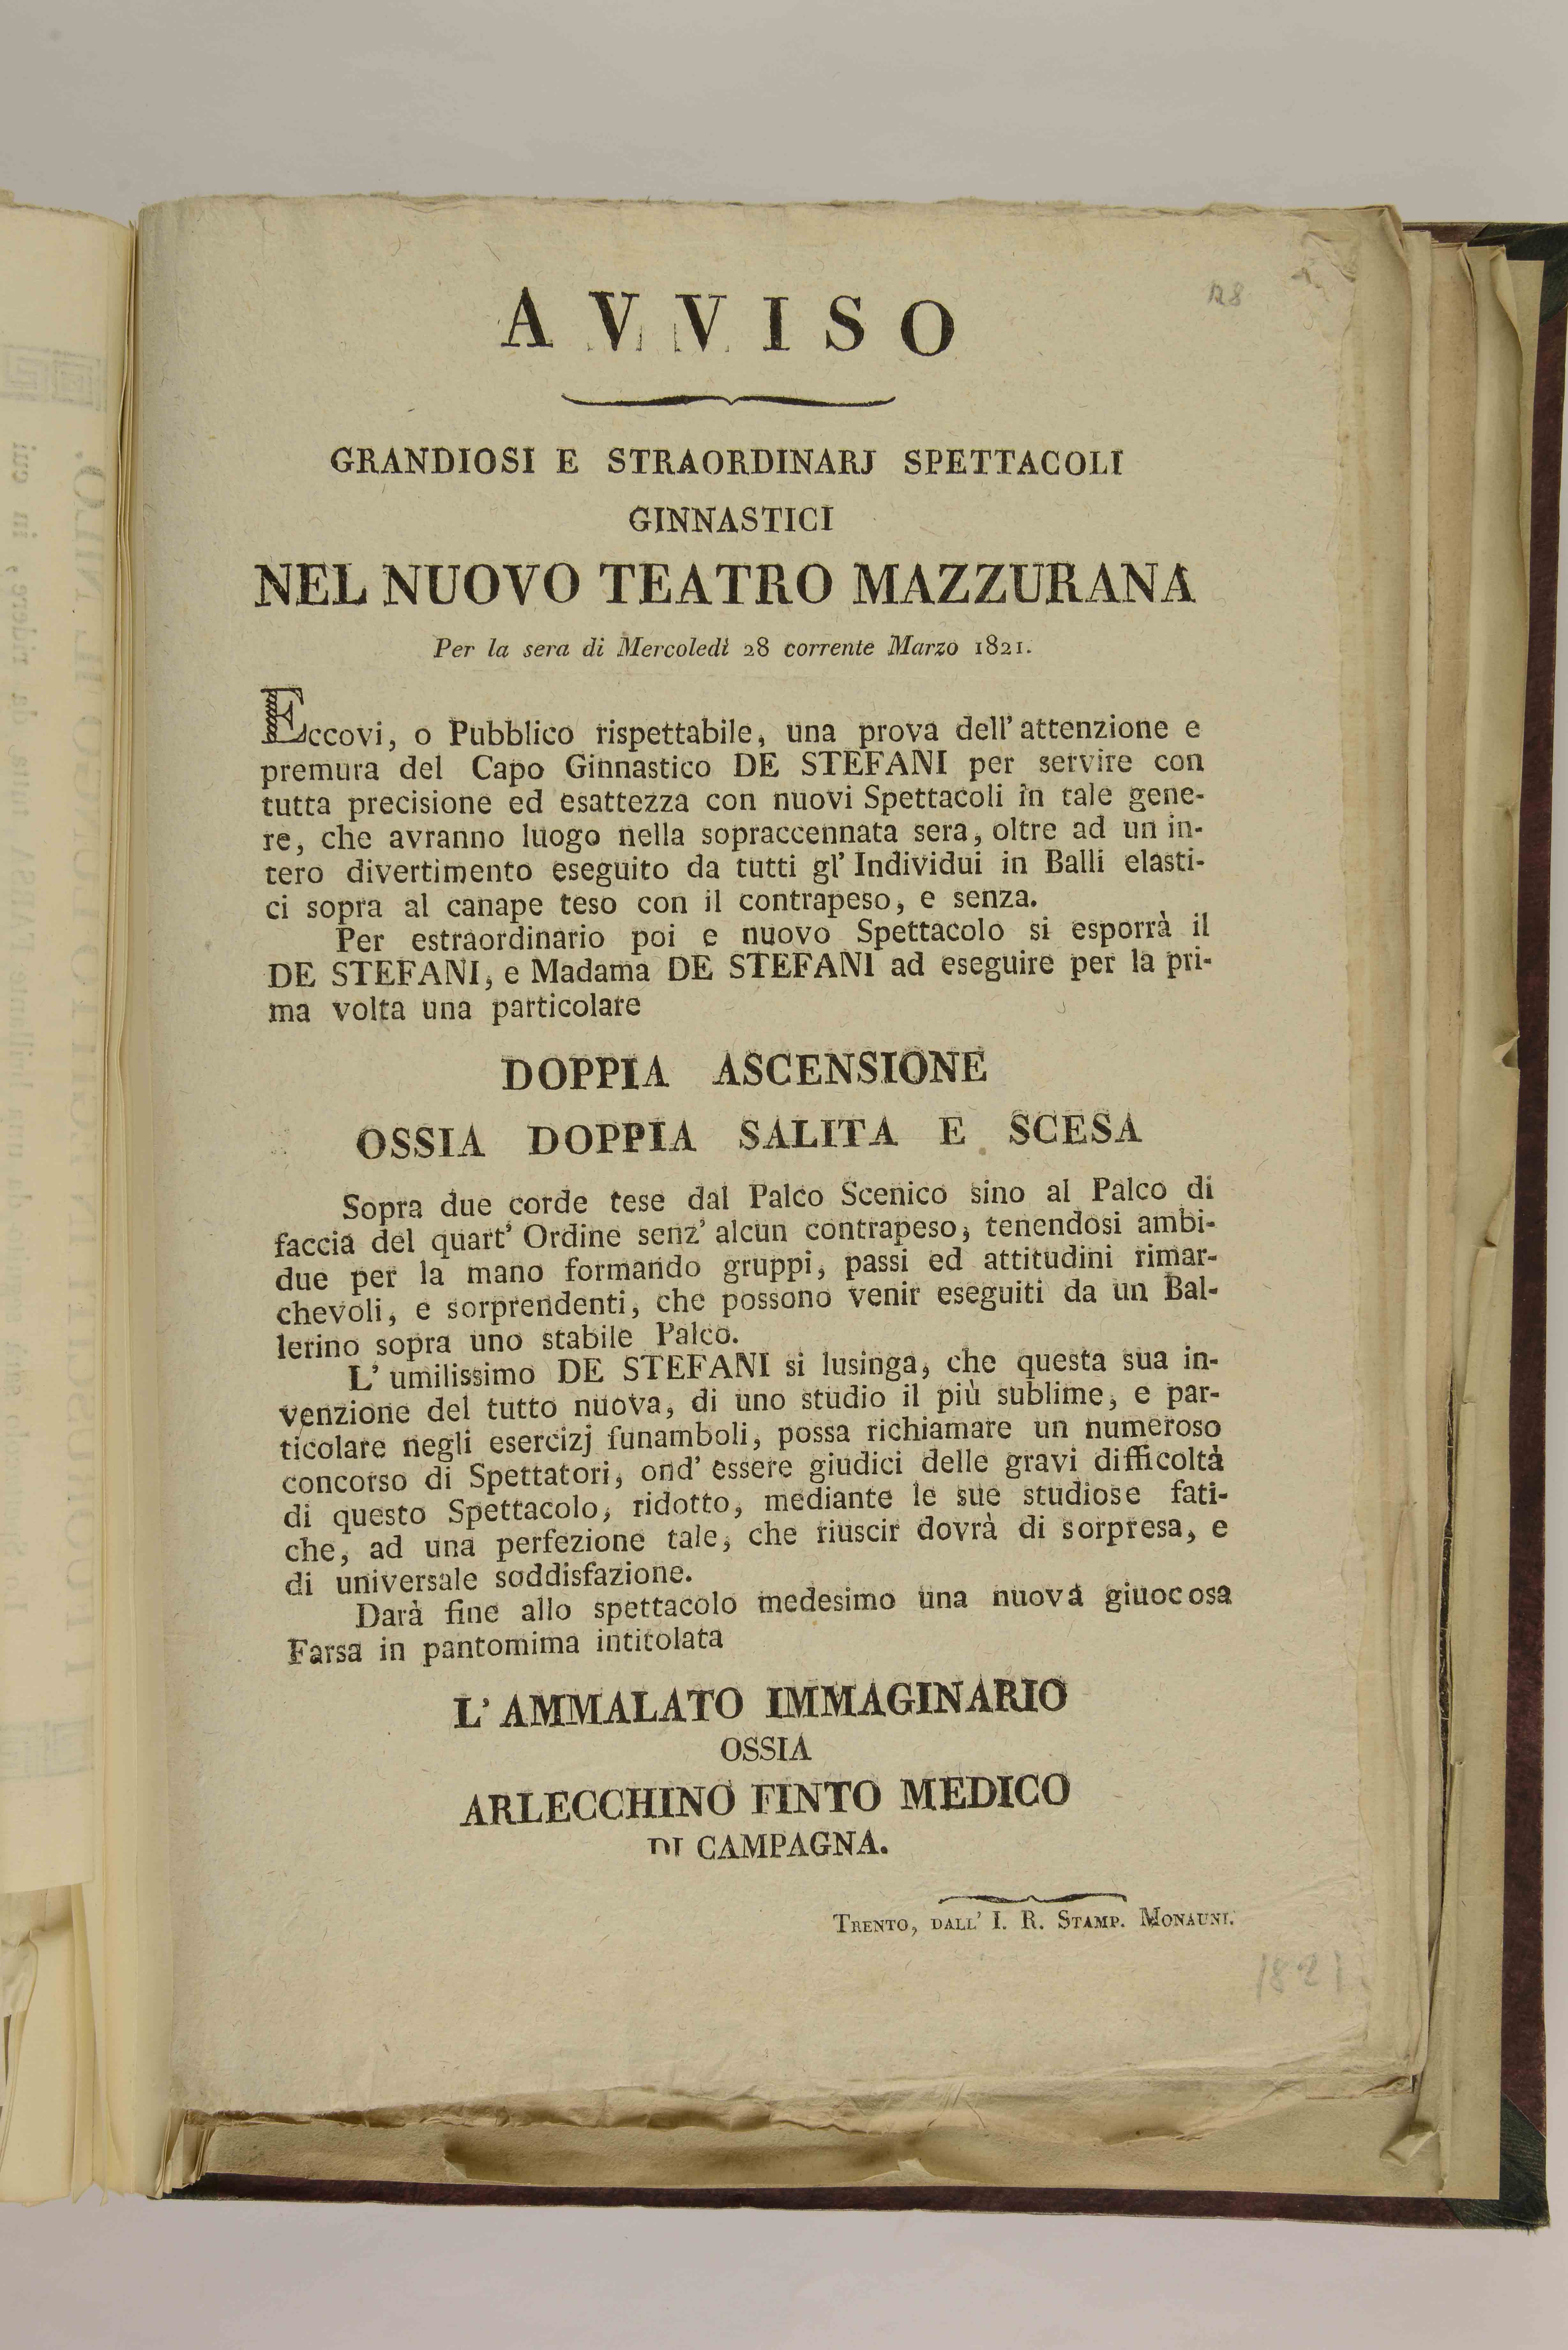 128
AVVISO
GRANDIOSI E STRAORDINARJ SPETTACOLI
GINNASTICI
NEL NUOVO TEATRO MAZZURANA
Per la sera di Mercoledì 28 corrente Marzo 1821.
Eccovi, o Pubblico rispettabile, una prova dell' attenzione e
premura del Capo Ginnastico DE STEFANI per servire con
tutta precisione ed esattezza con nuovi Spettacoli in tale gene-
re, che avranno luogo nella sopraccennata sera, oltre ad un in-
tero divertimento eseguito da tutti gl' Individui in Balli elasti-
ci sopra al canape teso con il contrapeso, e senza.
Per estraordinario poi e nuovo Spettacolo si esporrà il
DE STEFANI, e Madama DE STEFANI ad eseguire per la pri-
ma volta una particolare
DOPPIA ASCENSIONE
OSSIA DOPPIA SALITA E SCESA
Sopra due corde tese dal Palco Scenico sino al Palco di
faccia del quart' Ordine senz' alcun contrapeso, tenendosi ambi-
due per la mano formando gruppi, passi ed attitudini rimar-
chevoli, e sorprendenti, che possono venir eseguiti da un Bal-
lerino sopra uno stabile Palco.
L' umilissimo DE STEFANI si lusinga, che questa sua in-
venzione del tutto nuova, di uno studio il più sublime, e par-
ticolare negli esercizj funamboli, possa richiamare un numeroso
concorso di Spettatori, ond' essere giudici delle gravi difficoltà
di questo Spettacolo, ridotto, mediante le sue studiose fati-
che, ad una perfezione tale, che riuscir dovrà di sorpresa, e
di universale soddisfazione.
Darà fine allo spettacolo medesimo una nuova giuocosa
Farsa in pantomima intitolata
L' AMMALATO IMMAGINARIO
OSSIA
ARLECCHINO FINTO MEDICO
DI CAMPAGNA.
TRENTO, DALL' I. R. STAMP. MONAUNI.
1821